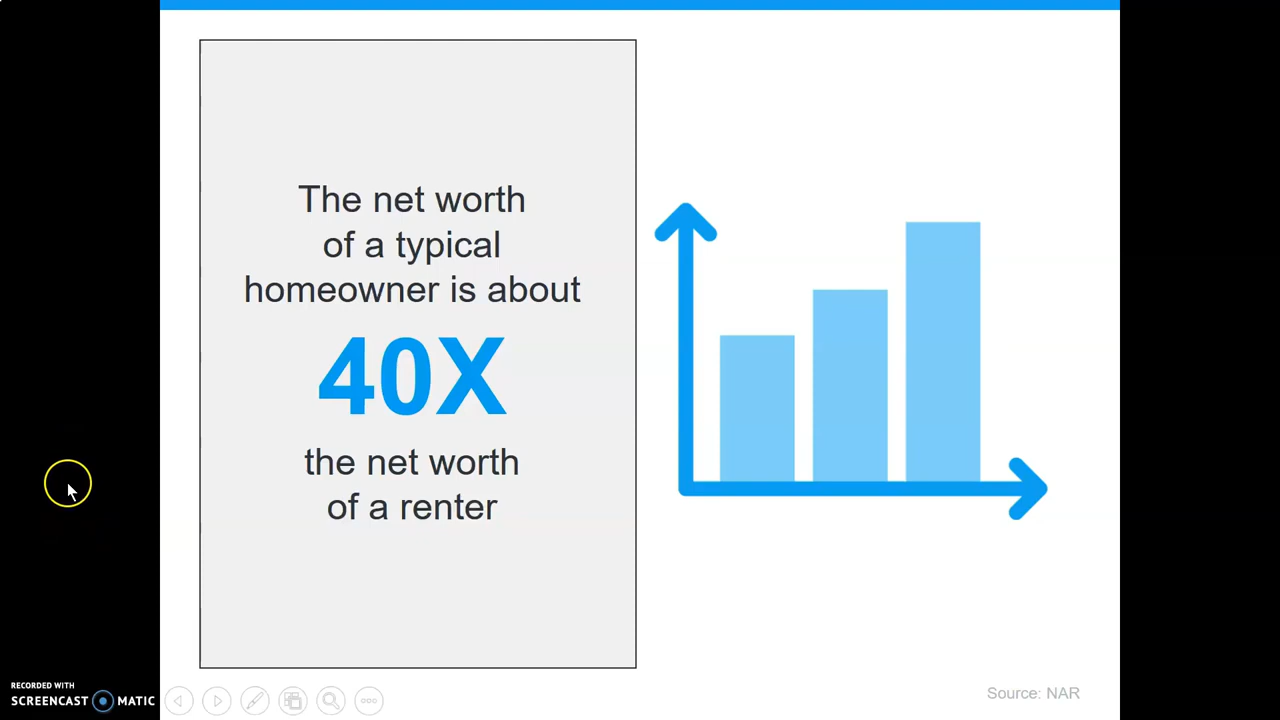 The net worth
of a typical
homeowner is about
40X
the net worth
of a renter
Source: NAR
RECORDED WITH
SCREENCAST MATIC